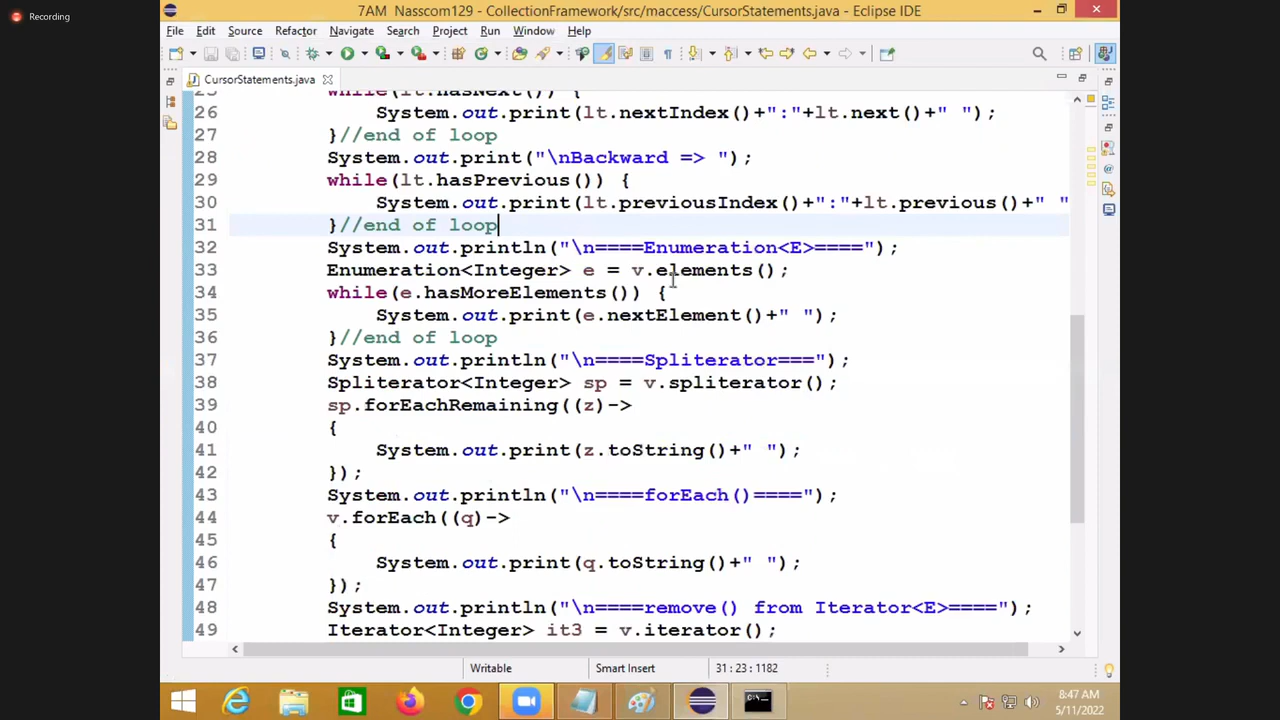 Recording
7AM Nasscom129 - CollectionFramework/src/maccess/CursorStatements.java - Eclipse IDE
File Edit Source Refactor Navigate Search Project Run Window Help
CursorStatements.java
25 while(lt.hasNext()) {
26 System.out.print(lt.nextIndex()+":"+lt.next()+" ");
27 }//end of loop
28 System.out.print("\nBackward => ");
29 while(lt.hasPrevious()) {
30 System.out.print(lt.previousIndex()+":"+lt.previous()+" "
31 }//end of loop
32 System.out.println("\n====Enumeration<E>====");
33 Enumeration<Integer> e = v.elements();
34 while(e.hasMoreElements()) {
35 System.out.print(e.nextElement()+" ");
36 }//end of loop
37 System.out.println("\n====Spliterator===");
38 Spliterator<Integer> sp = v.spliterator();
39 sp.forEachRemaining((z)->
40 {
41 System.out.print(z.toString()+" ");
42 });
43 System.out.println("\n====forEach()====");
44 v.forEach((q)->
45 {
46 System.out.print(q.toString()+" ");
47 });
48 System.out.println("\n====remove() from Iterator<E>====");
49 Iterator<Integer> it3 = v.iterator();
Writable Smart Insert 31 : 23 : 1182
8:47 AM
5/11/2022